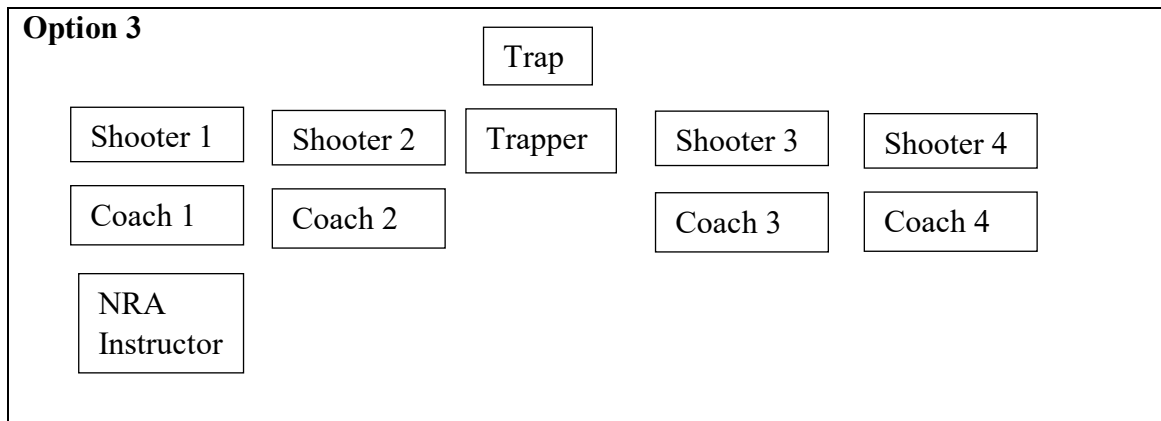 Option 3
Trap
Shooter 1
Shooter 2
Trapper
Shooter 3
Shooter 4
Coach 1
Coach 2
Coach 3
Coach 4
NRA
Instructor